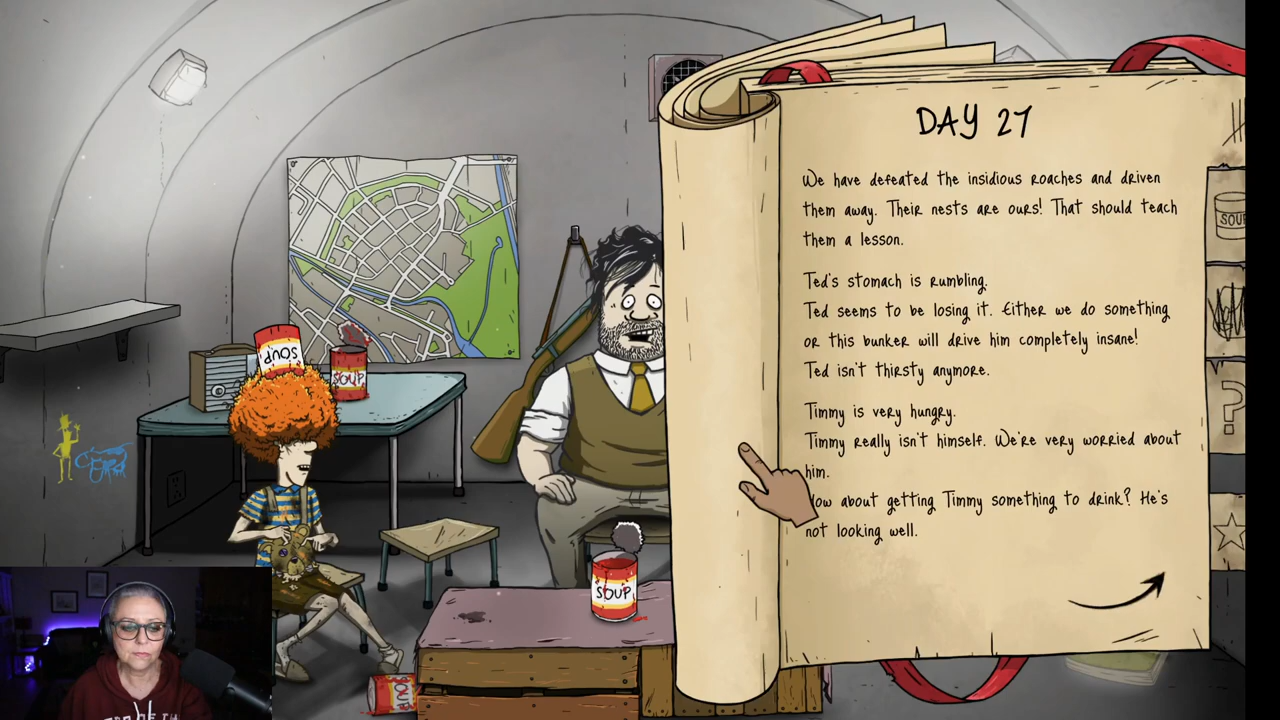 DAY 27
We have defeated the insidious roaches and driven
them away. Their nests are ours! That should teach
them a lesson.
Ted's stomach is rumbling.
Ted seems to be losing it. Either we do something
or this bunker will drive him completely insane!
Ted isn't thirsty anymore.
Timmy is very hungry.
Timmy really isn't himself. We're very worried about
him.
How about getting Timmy something to drink? He's
not looking well.
SOUP
SOUP
SOUP
SOUP
SOUP
?